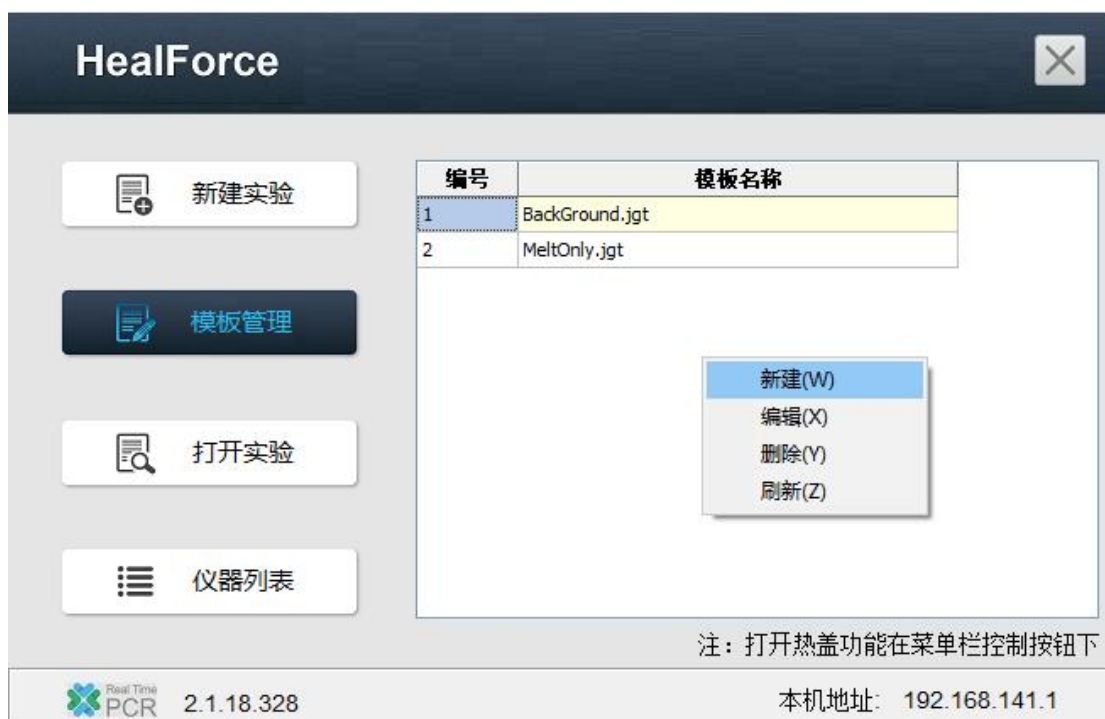 HealForce
新建实验
模板管理
打开实验
仪器列表
编号 模板名称
1 BackGround.jgt
2 MeltOnly.jgt
新建(W)
编辑(X)
删除(Y)
刷新(Z)
注：打开热盖功能在菜单栏控制按钮下
Real Time
PCR 2.1.18.328
本机地址: 192.168.141.1